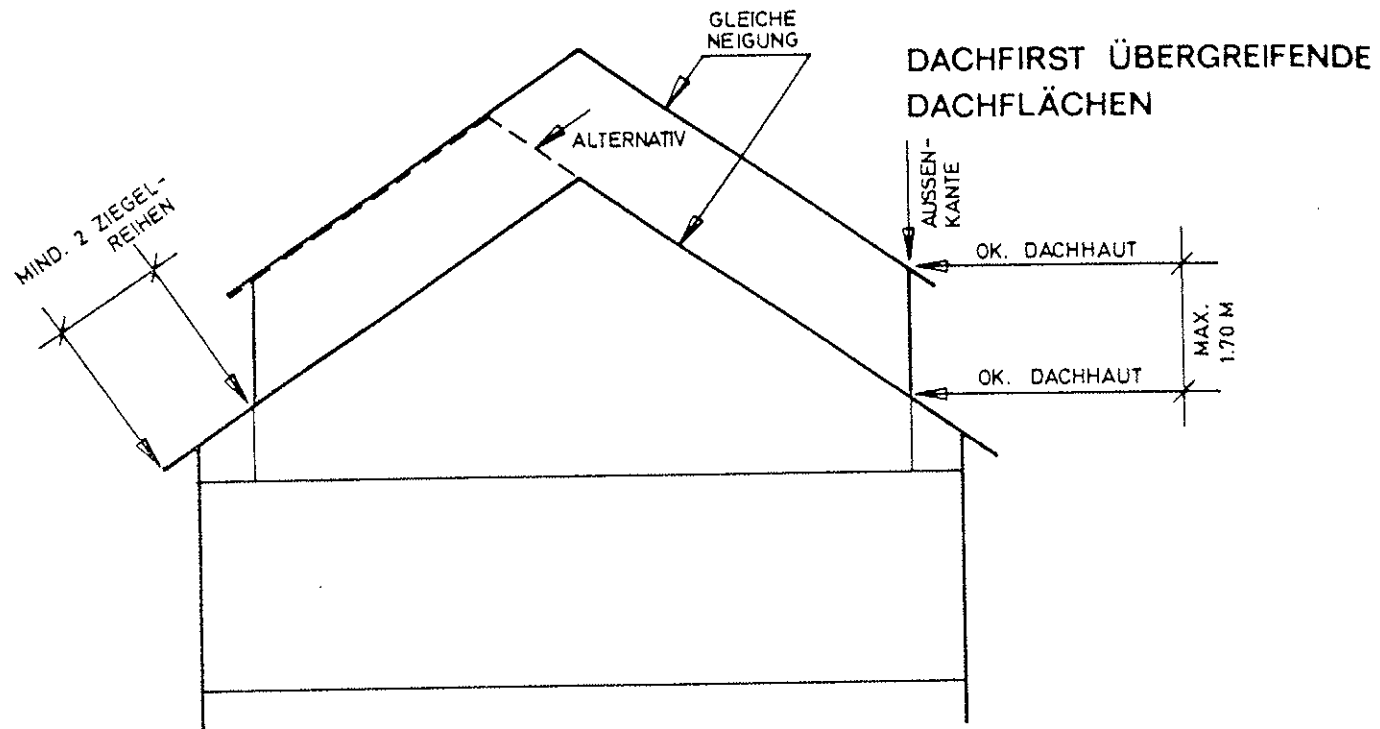 GLEICHE
NEIGUNG
DACHFIRST ÜBERGREIFENDE
DACHFLÄCHEN
ALTERNATIV
AUSSEN-
KANTE
MIND. 2 ZIEGEL-
REIHEN
OK. DACHHAUT
MAX.
1.70 M
OK. DACHHAUT